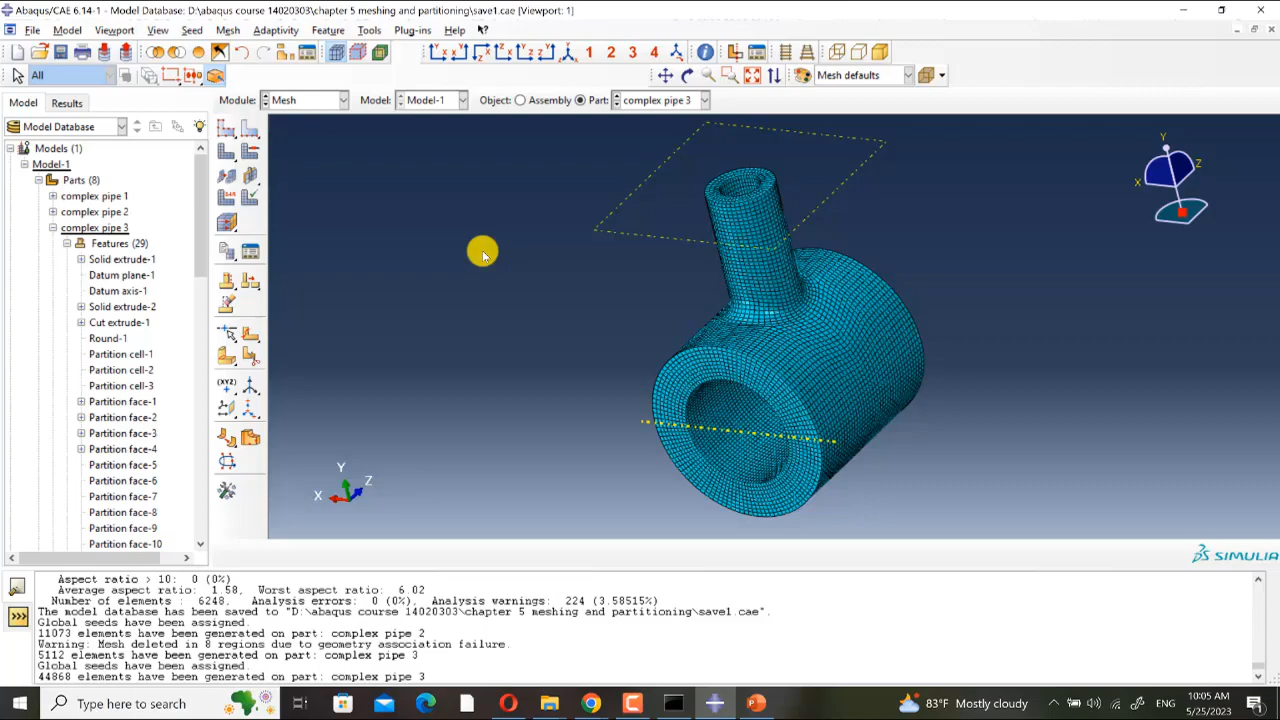 Abaqus/CAE 6.14-1 - Model Database: D:\abaqus course 14020303\chapter 5 meshing and partitioning\save1.cae [Viewport: 1]
File Model Viewport View Seed Mesh Adaptivity Feature Tools Plug-ins Help
1 2 3 4
All
Mesh defaults
Model Results
Module: Mesh Model: Model-1 Object: Assembly Part: complex pipe 3
Model Database
Models (1)
Model-1
Parts (8)
complex pipe 1
complex pipe 2
complex pipe 3
Features (29)
Solid extrude-1
Datum plane-1
Datum axis-1
Solid extrude-2
Cut extrude-1
Round-1
Partition cell-1
Partition cell-2
Partition cell-3
Partition face-1
Partition face-2
Partition face-3
Partition face-4
Partition face-5
Partition face-6
Partition face-7
Partition face-8
Partition face-9
Partition face-10
Y
Z
X
Y
Z
X
SIMULIA
Aspect ratio > 10: 0 (0%)
Average aspect ratio: 1.58, Worst aspect ratio: 6.02
Number of elements : 6248, Analysis errors: 0 (0%), Analysis warnings: 224 (3.58515%)
The model database has been saved to "D:\abaqus course 14020303\chapter 5 meshing and partitioning\save1.cae".
Global seeds have been assigned.
11073 elements have been generated on part: complex pipe 2
Warning: Mesh deleted in 8 regions due to geometry association failure.
5112 elements have been generated on part: complex pipe 3
Global seeds have been assigned.
44868 elements have been generated on part: complex pipe 3
Type here to search
83°F Mostly cloudy
ENG
10:05 AM
5/25/2023